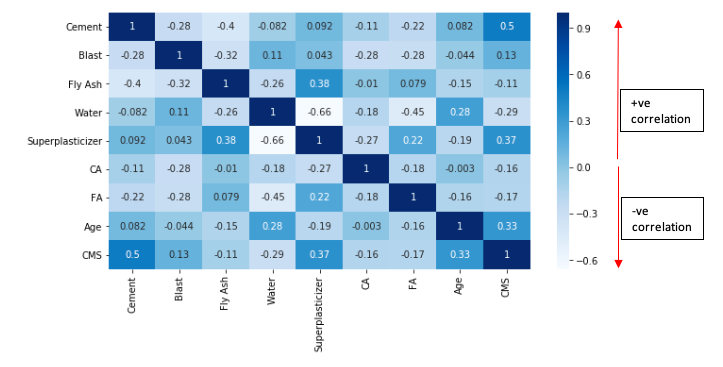 Cement 1 -0.28 -0.4 -0.082 0.092 -0.11 -0.22 0.082 0.5
Blast -0.28 1 -0.32 0.11 0.043 -0.28 -0.28 -0.044 0.13
Fly Ash -0.4 -0.32 1 -0.26 0.38 -0.01 0.079 -0.15 -0.11
Water -0.082 0.11 -0.26 1 -0.66 -0.18 -0.45 0.28 -0.29
Superplasticizer 0.092 0.043 0.38 -0.66 1 -0.27 0.22 -0.19 0.37
CA -0.11 -0.28 -0.01 -0.18 -0.27 1 -0.18 -0.003 -0.16
FA -0.22 -0.28 0.079 -0.45 0.22 -0.18 1 -0.16 -0.17
Age 0.082 -0.044 -0.15 0.28 -0.19 -0.003 -0.16 1 0.33
CMS 0.5 0.13 -0.11 -0.29 0.37 -0.16 -0.17 0.33 1
Cement
Blast
Fly Ash
Water
Superplasticizer
CA
FA
Age
CMS
0.9
0.6
0.3
0.0
-0.3
-0.6
+ve
correlation
-ve
correlation